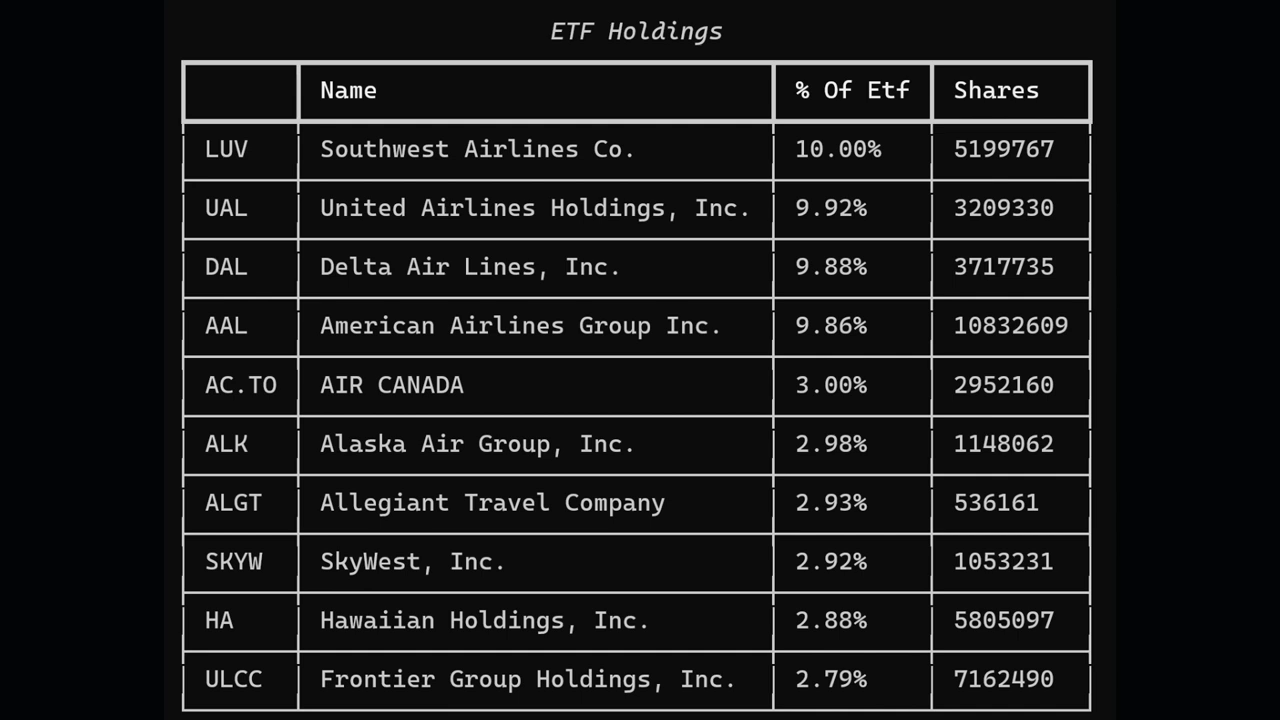 ETF Holdings
Name % Of Etf Shares
LUV Southwest Airlines Co. 10.00% 5199767
UAL United Airlines Holdings, Inc. 9.92% 3209330
DAL Delta Air Lines, Inc. 9.88% 3717735
AAL American Airlines Group Inc. 9.86% 10832609
AC.TO AIR CANADA 3.00% 2952160
ALK Alaska Air Group, Inc. 2.98% 1148062
ALGT Allegiant Travel Company 2.93% 536161
SKYW SkyWest, Inc. 2.92% 1053231
HA Hawaiian Holdings, Inc. 2.88% 5805097
ULCC Frontier Group Holdings, Inc. 2.79% 7162490